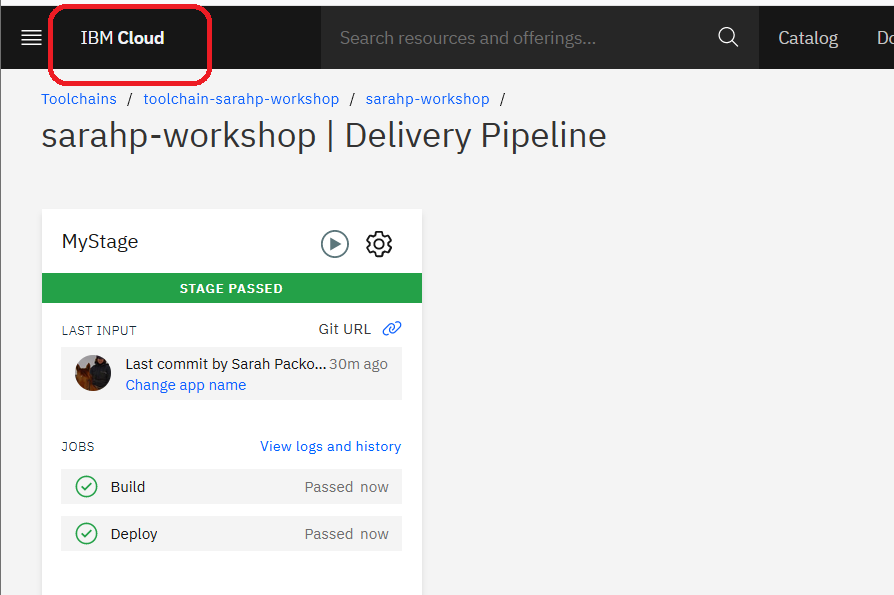 IBM Cloud
Search resources and offerings...
Catalog
Do
Toolchains / toolchain-sarahp-workshop / sarahp-workshop /
sarahp-workshop | Delivery Pipeline
MyStage
STAGE PASSED
LAST INPUT Git URL
Last commit by Sarah Packo... 30m ago
Change app name
JOBS View logs and history
Build Passed now
Deploy Passed now